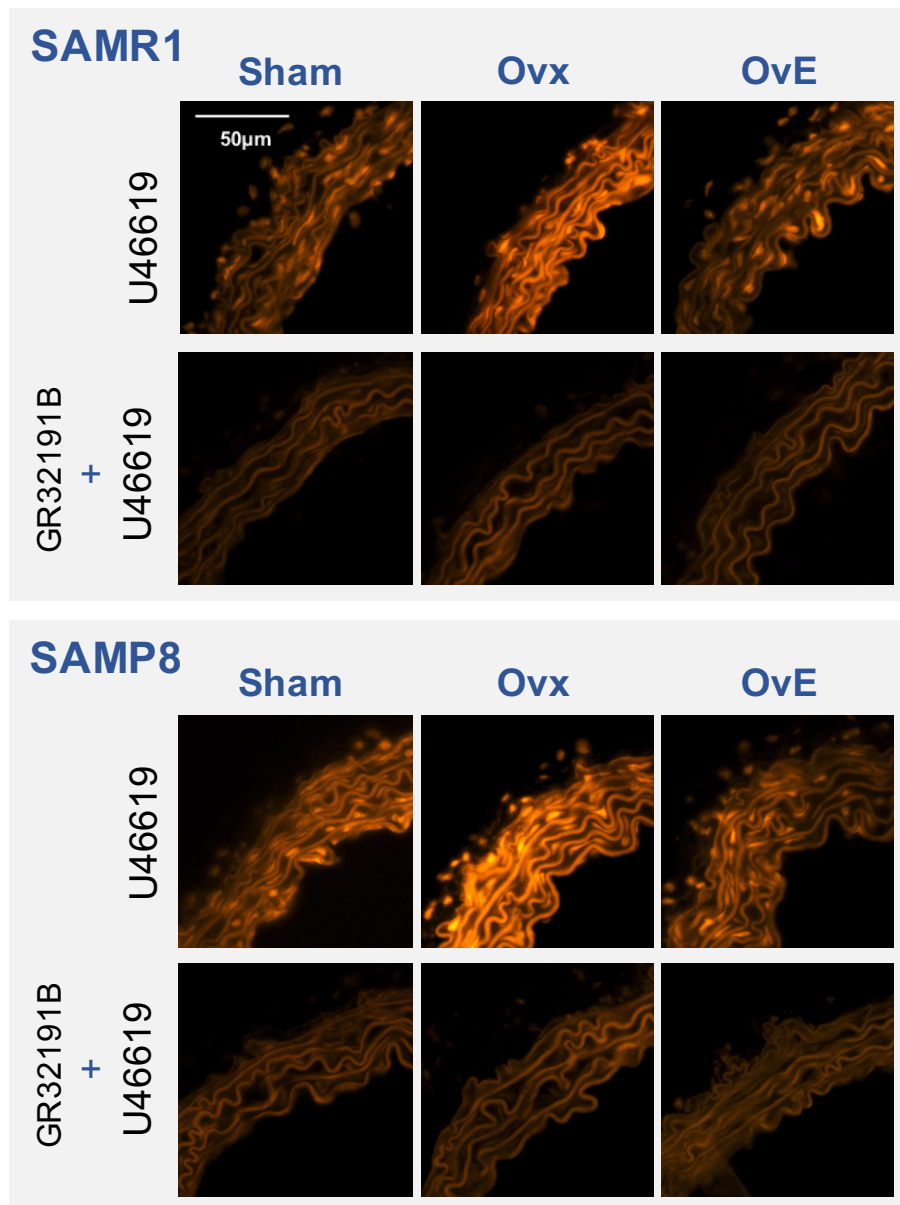 SAMR1
Sham Ovx OvE
50µm
U46619
GR32191B
+
U46619
SAMP8
Sham Ovx OvE
U46619
GR32191B
+
U46619